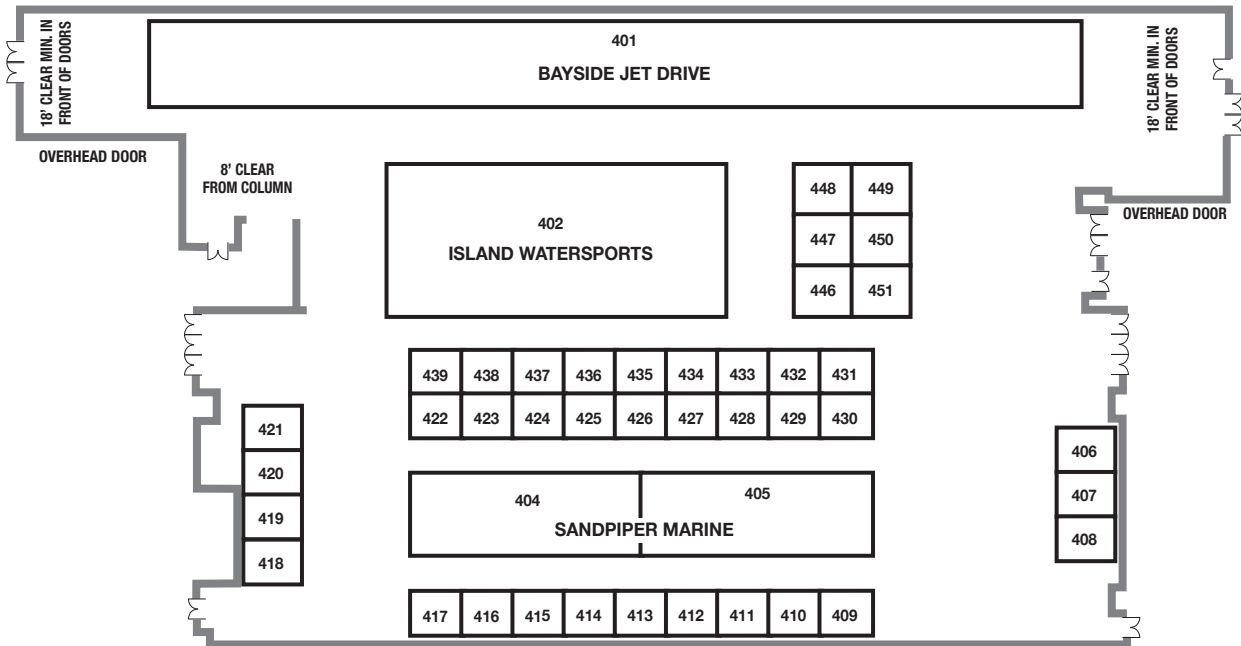 401
BAYSIDE JET DRIVE
18' CLEAR MIN. IN
FRONT OF DOORS
18' CLEAR MIN. IN
FRONT OF DOORS
OVERHEAD DOOR
8' CLEAR
FROM COLUMN
402
ISLAND WATERSPORTS
448 449
447 450
446 451
OVERHEAD DOOR
439 438 437 436 435 434 433 432 431
422 423 424 425 426 427 428 429 430
421
420
419
418
406
407
408
404 405
SANDPIPER MARINE
417 416 415 414 413 412 411 410 409